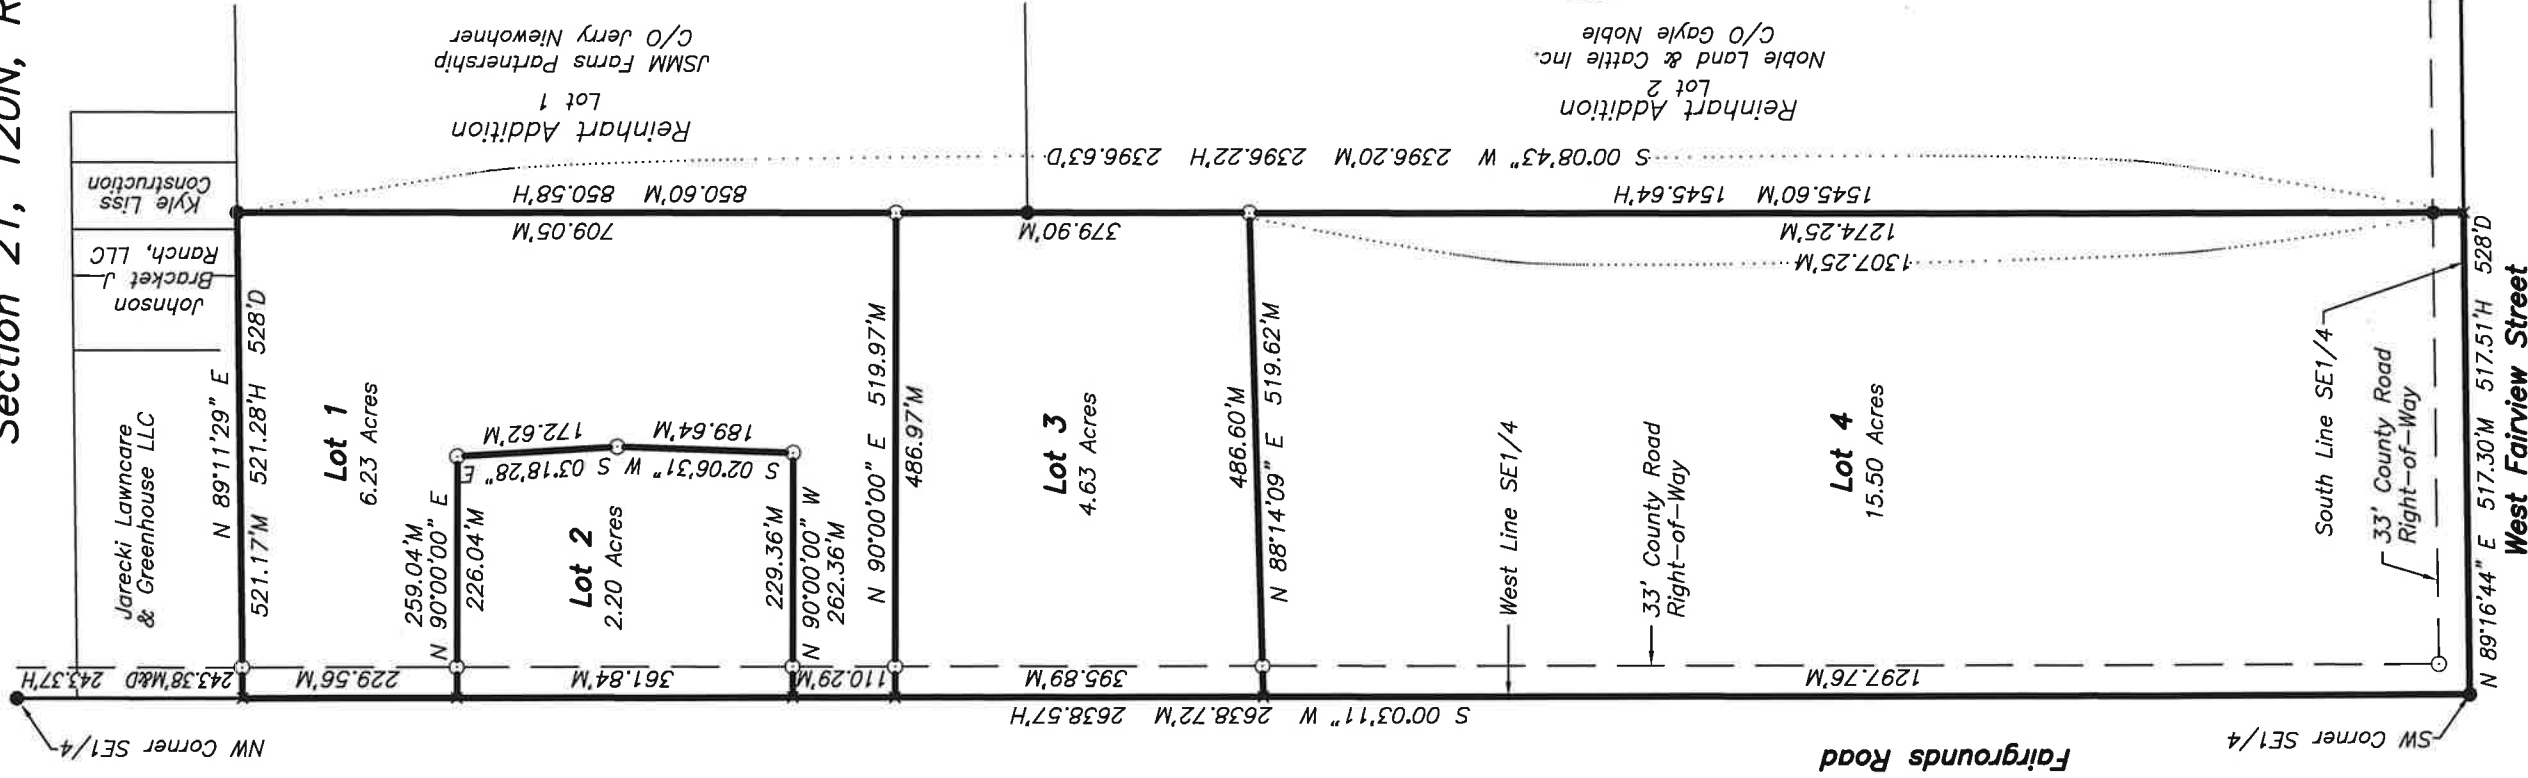 Section 21, T20N, R
NW Corner SE1/4
SW Corner SE1/4
Fairgrounds Road
S 00°03'11" W 2638.72'M 2638.57'H
243.38'M&D 243.37'H
229.56'M
361.84'M
110.29'M
395.89'M
1297.76'M
Jarecki Lawncare
& Greenhouse LLC
Johnson
Bracket J
Ranch, LLC
Kyle Liss
Construction
N 89°11'29" E
521.17'M 521.28'H 528'D
Lot 1
6.23 Acres
259.04'M
N 90°00'00" E
226.04'M
Lot 2
2.20 Acres
172.62'M
189.64'M
S 02°06'31" W
S 03°18'28" E
229.36'M
N 90°00'00" W
262.36'M
N 90°00'00" E 519.97'M
486.97'M
Lot 3
4.63 Acres
486.60'M
N 88°14'09" E 519.62'M
West Line SE1/4
33' County Road
Right-of-Way
Lot 4
15.50 Acres
South Line SE1/4
33' County Road
Right-of-Way
N 89°16'44" E 517.30'M 517.51'H 528'D
West Fairview Street
709.05'M
379.90'M
1274.25'M
1307.25'M
850.60'M 850.58'H
1545.60'M 1545.64'H
S 00°08'43" W 2396.20'M 2396.22'H 2396.63'D
Reinhart Addition
Lot 1
JSMM Farns Partnership
C/O Jerry Niewohner
Reinhart Addition
Lot 2
Noble Land & Cattle Inc.
C/O Gayle Noble